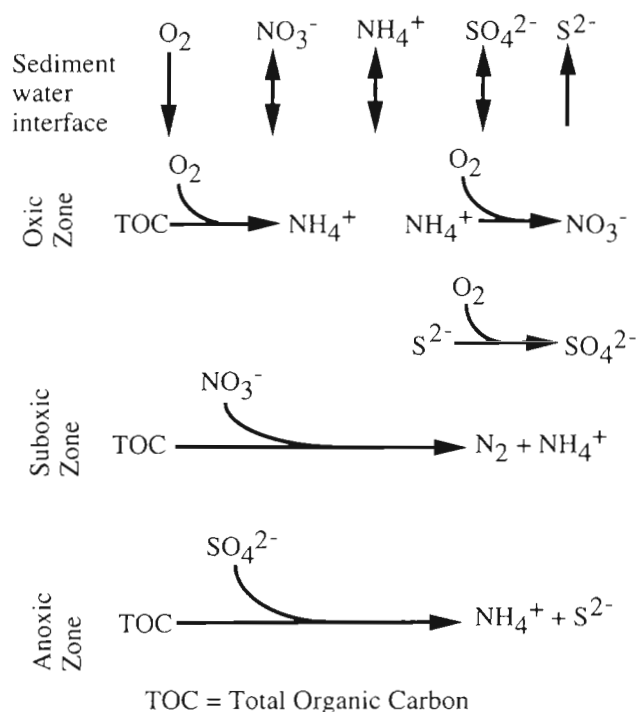 O₂ NO₃⁻ NH₄⁺ SO₄²⁻ S²⁻
Sediment
water
interface
Oxic
Zone
O₂
TOC NH₄⁺
O₂
NH₄⁺ NO₃⁻
O₂
S²⁻ SO₄²⁻
Suboxic
Zone
NO₃⁻
TOC N₂ + NH₄⁺
Anoxic
Zone
SO₄²⁻
TOC NH₄⁺ + S²⁻
TOC = Total Organic Carbon